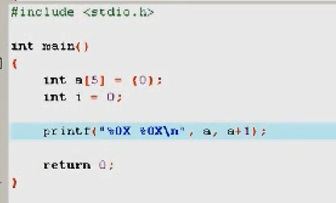 #include <stdio.h>
int main()
{
int a[5] = {0};
int i = 0;
printf("%0X %0X\n", a, a+1);
return 0;
}